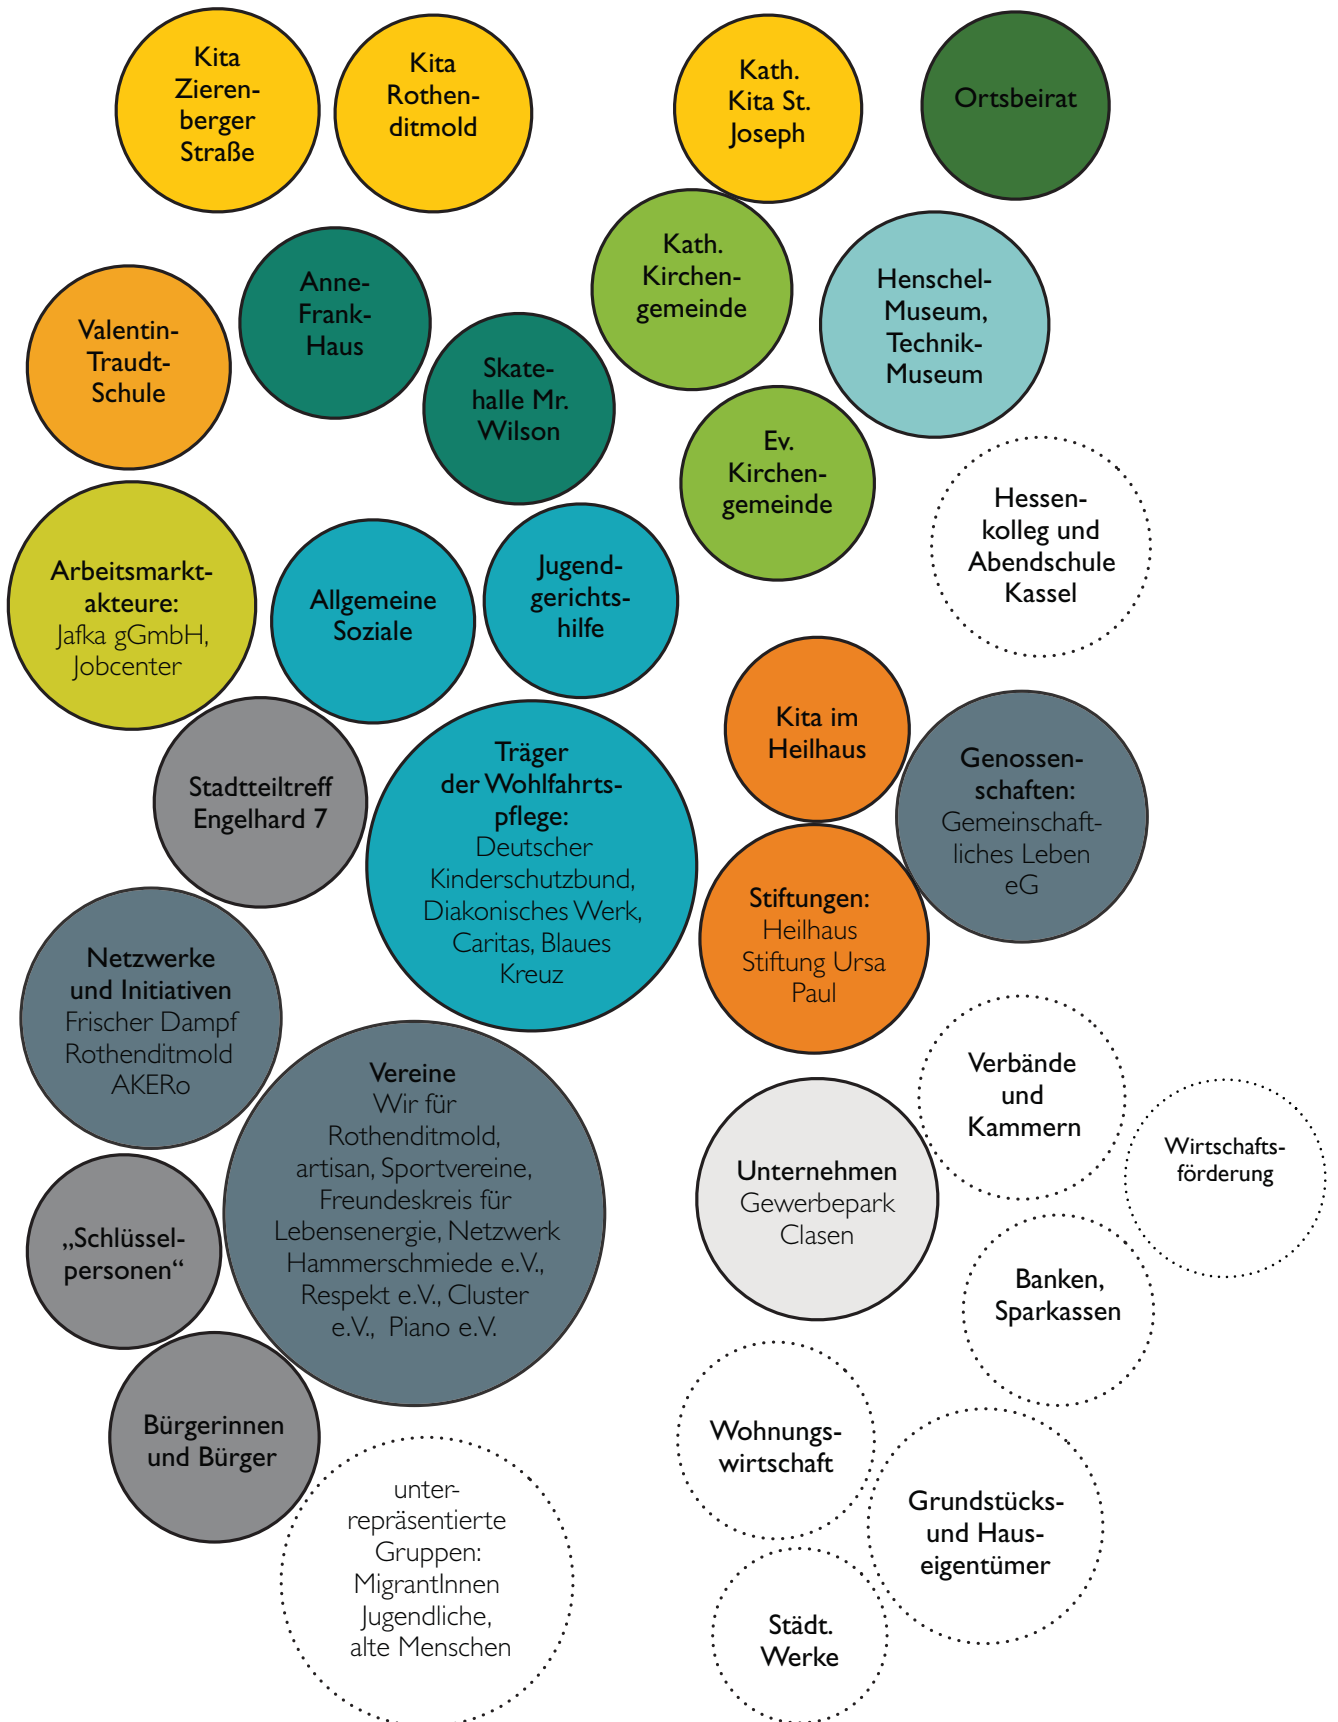 Kita
Zieren-
berger
Straße
Kita
Rothen-
ditmold
Kath.
Kita St.
Joseph
Ortsbeirat
Valentin-
Traudt-
Schule
Anne-
Frank-
Haus
Skate-
halle Mr.
Wilson
Kath.
Kirchen-
gemeinde
Henschel-
Museum,
Technik-
Museum
Ev.
Kirchen-
gemeinde
Hessen-
kolleg und
Abendschule
Kassel
Arbeitsmarkt-
akteure:
Jafka gGmbH,
Jobcenter
Allgemeine
Soziale
Jugend-
gerichts-
hilfe
Stadtteiltreff
Engelhard 7
Träger
der Wohlfahrts-
pflege:
Deutscher
Kinderschutzbund,
Diakonisches Werk,
Caritas, Blaues
Kreuz
Kita im
Heilhaus
Genossen-
schaften:
Gemeinschaft-
liches Leben
eG
Stiftungen:
Heilhaus
Stiftung Ursa
Paul
Netzwerke
und Initiativen
Frischer Dampf
Rothenditmold
AKERo
Vereine
Wir für
Rothenditmold,
artisan, Sportvereine,
Freundeskreis für
Lebensenergie, Netzwerk
Hammerschmiede e.V.,
Respekt e.V., Cluster
e.V., Piano e.V.
Verbände
und
Kammern
Wirtschafts-
förderung
Unternehmen
Gewerbepark
Clasen
„Schlüssel-
personen“
Banken,
Sparkassen
Bürgerinnen
und Bürger
Wohnungs-
wirtschaft
Grundstücks-
und Haus-
eigentümer
unter-
repräsentierte
Gruppen:
MigrantInnen
Jugendliche,
alte Menschen
Städt.
Werke